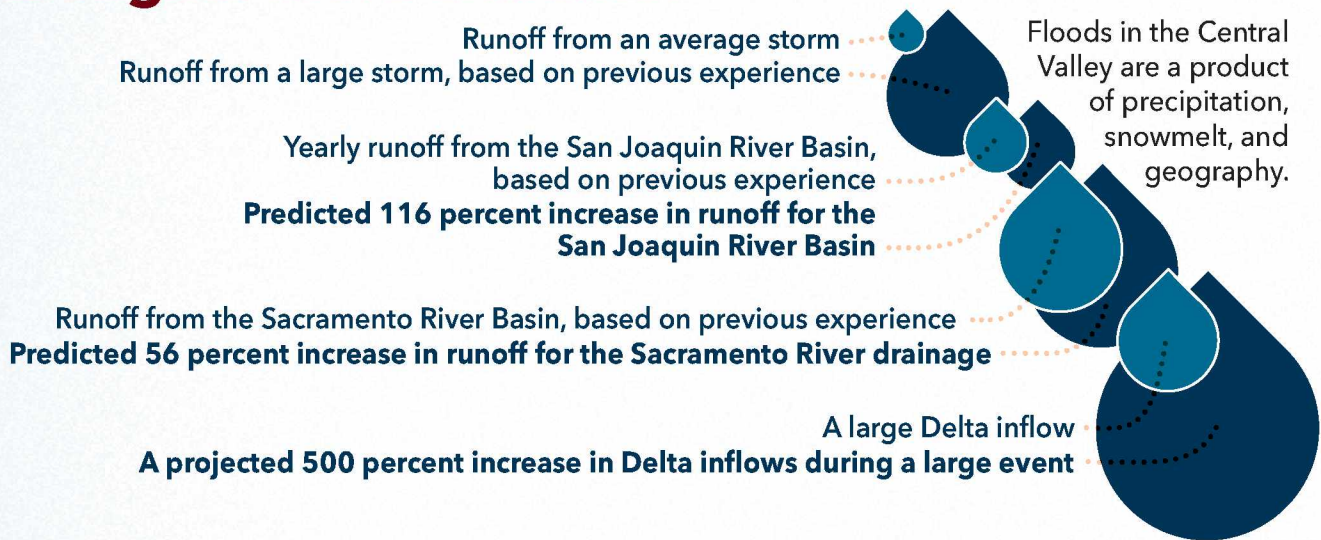 Runoff from an average storm
Runoff from a large storm, based on previous experience
Floods in the Central
Valley are a product
of precipitation,
snowmelt, and
geography.
Yearly runoff from the San Joaquin River Basin,
based on previous experience
Predicted 116 percent increase in runoff for the
San Joaquin River Basin
Runoff from the Sacramento River Basin, based on previous experience
Predicted 56 percent increase in runoff for the Sacramento River drainage
A large Delta inflow
A projected 500 percent increase in Delta inflows during a large event